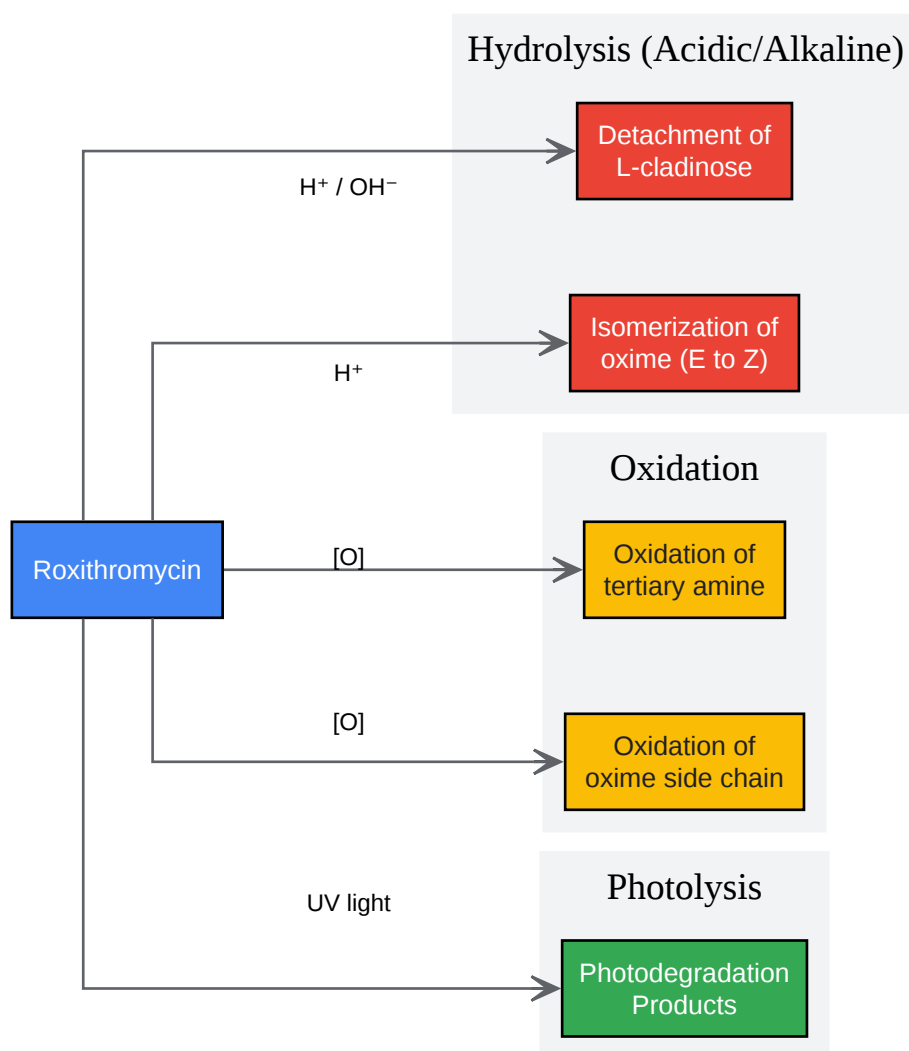 Hydrolysis (Acidic/Alkaline)
Detachment of
L-cladinose
H⁺ / OH⁻
Isomerization of
oxime (E to Z)
H⁺
Oxidation
Roxithromycin
[O]
Oxidation of
tertiary amine
[O]
Oxidation of
oxime side chain
Photolysis
UV light
Photodegradation
Products